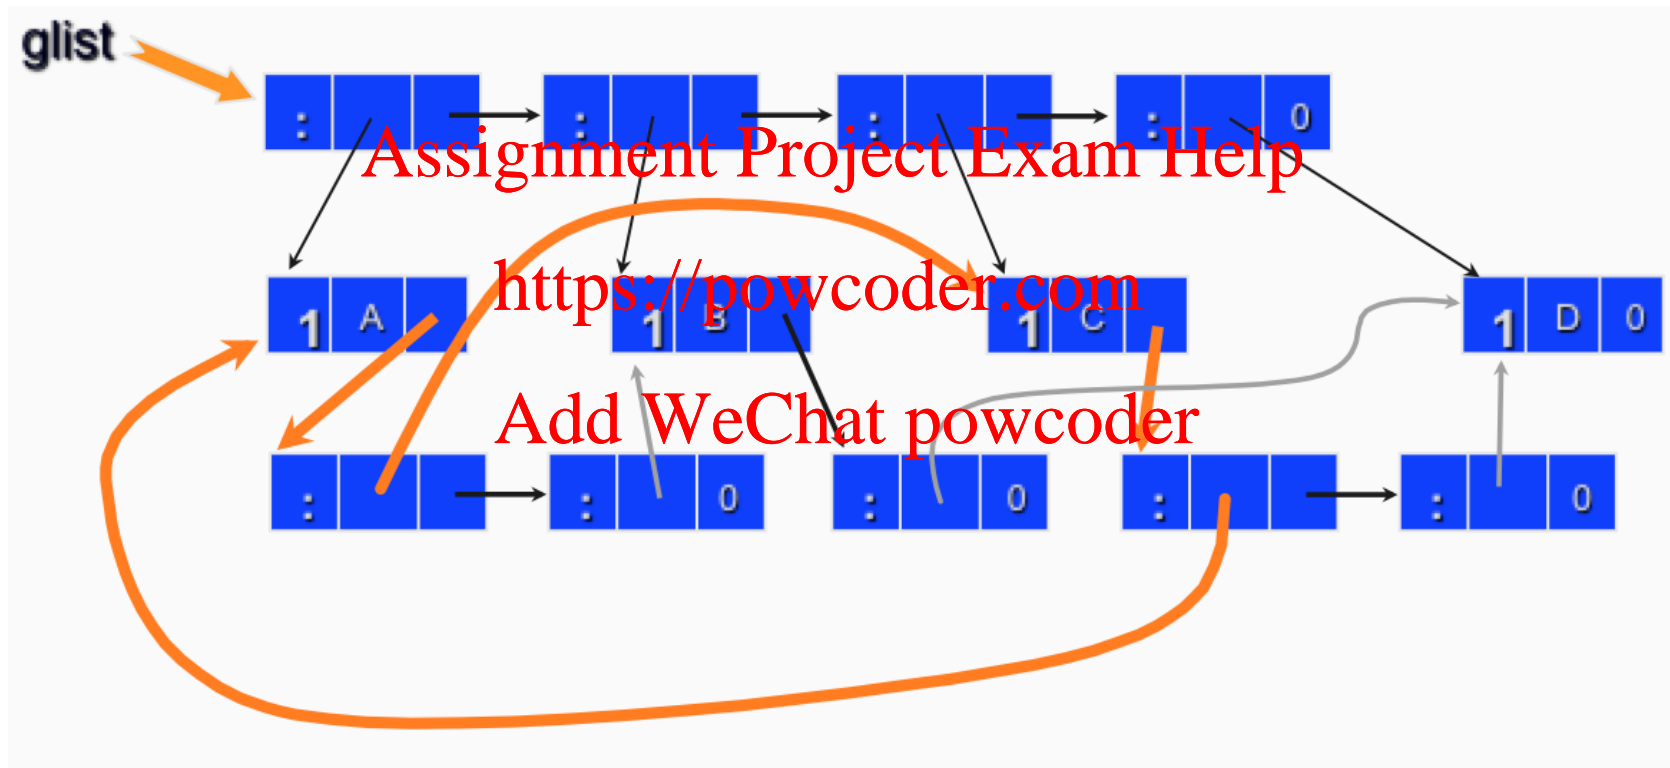 glist
: : : : 0
Assignment Project Exam Help
https://powcoder.com
1 A 1 B 1 C 1 D 0
Add WeChat powcoder
: : 0 : 0 : : 0